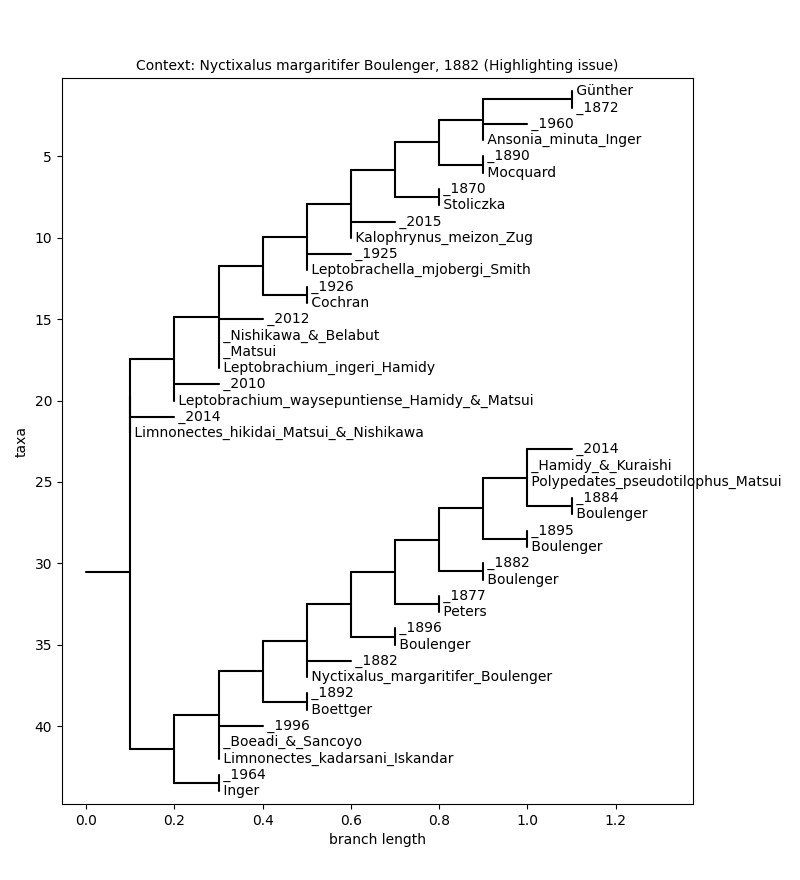 Context: Nyctixalus margaritifer Boulenger, 1882 (Highlighting issue)
Günther
_1872
_1960
Ansonia_minuta_Inger
_1890
Mocquard
_1870
Stoliczka
_2015
Kalophrynus_meizon_Zug
_1925
Leptobrachella_mjobergi_Smith
_1926
Cochran
_2012
_Nishikawa_&_Belabut
_Matsui
Leptobrachium_ingeri_Hamidy
_2010
Leptobrachium_waysepuntiense_Hamidy_&_Matsui
_2014
Limnonectes_hikidai_Matsui_&_Nishikawa
_2014
_Hamidy_&_Kuraishi
Polypedates_pseudotilophus_Matsui
_1884
Boulenger
_1895
Boulenger
_1882
Boulenger
_1877
Peters
_1896
Boulenger
_1882
Nyctixalus_margaritifer_Boulenger
_1892
Boettger
_1996
_Boeadi_&_Sancoyo
Limnonectes_kadarsani_Iskandar
_1964
Inger
5
10
15
20
25
30
35
40
taxa
0.0 0.2 0.4 0.6 0.8 1.0 1.2
branch length